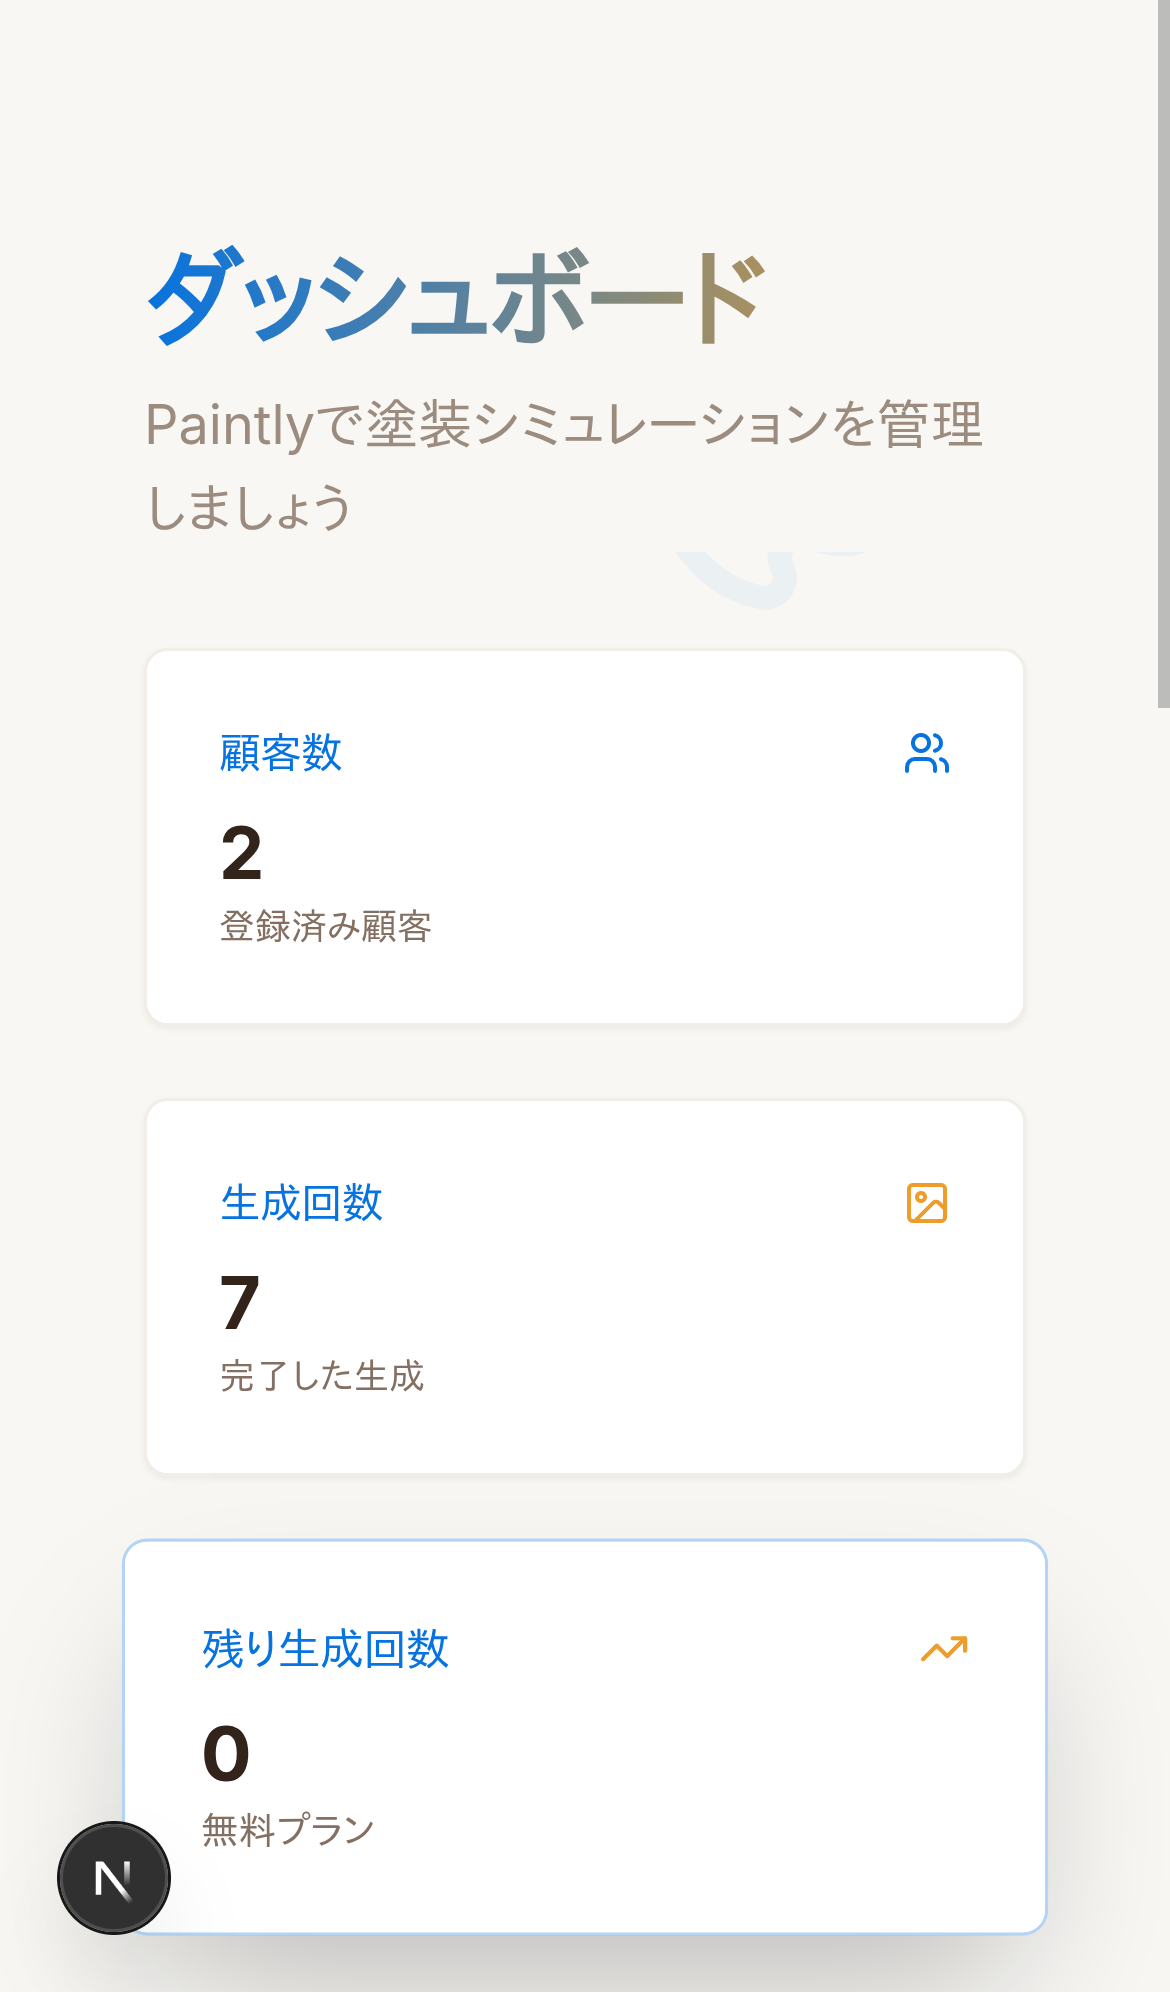 ダッシュボード
Paintlyで塗装シミュレーションを管理
しましょう
顧客数
2
登録済み顧客
生成回数
7
完了した生成
残り生成回数
0
無料プラン
N